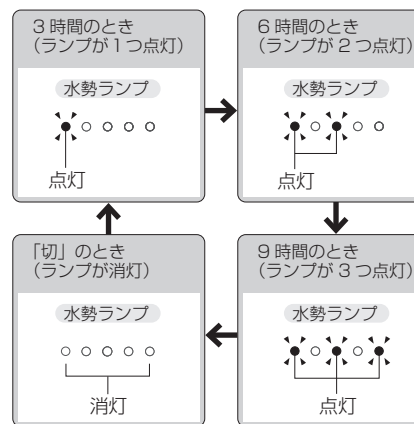 3時間のとき
(ランプが1つ点灯)
水勢ランプ
点灯
6時間のとき
(ランプが2つ点灯)
水勢ランプ
点灯
「切」のとき
(ランプが消灯)
水勢ランプ
消灯
9時間のとき
(ランプが3つ点灯)
水勢ランプ
点灯